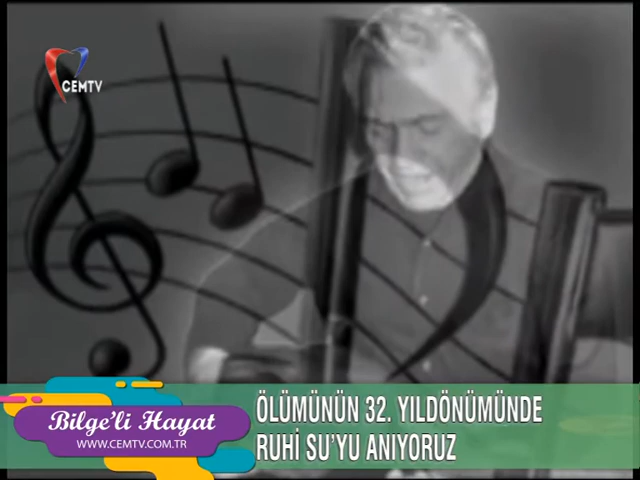 CEMTV
ÖLÜMÜNÜN 32. YILDÖNÜMÜNDE
RUHİ SU'YU ANIYORUZ
Bilge'li Hayat
WWW.CEMTV.COM.TR